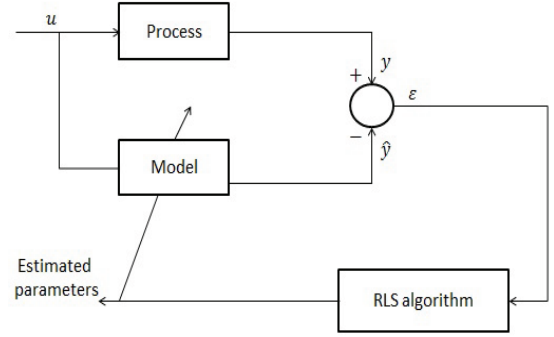 u
Process
y
+
ε
−
ŷ
Model
Estimated
parameters
RLS algorithm